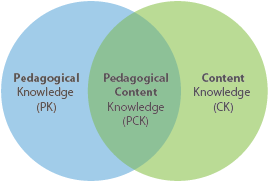 Pedagogical
Knowledge
(PK)
Pedagogical
Content
Knowledge
(PCK)
Content
Knowledge
(CK)